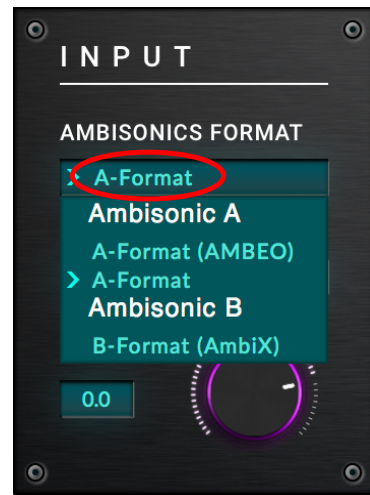 INPUT
AMBISONICS FORMAT
> A-Format
Ambisonic A
A-Format (AMBEO)
> A-Format
Ambisonic B
B-Format (AmbiX)
0.0